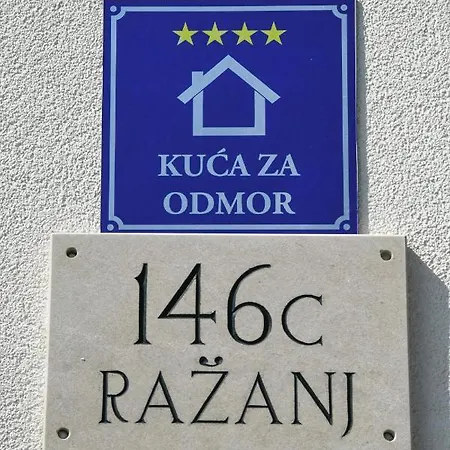 KUĆA ZA
ODMOR
146C
RAŽANJ